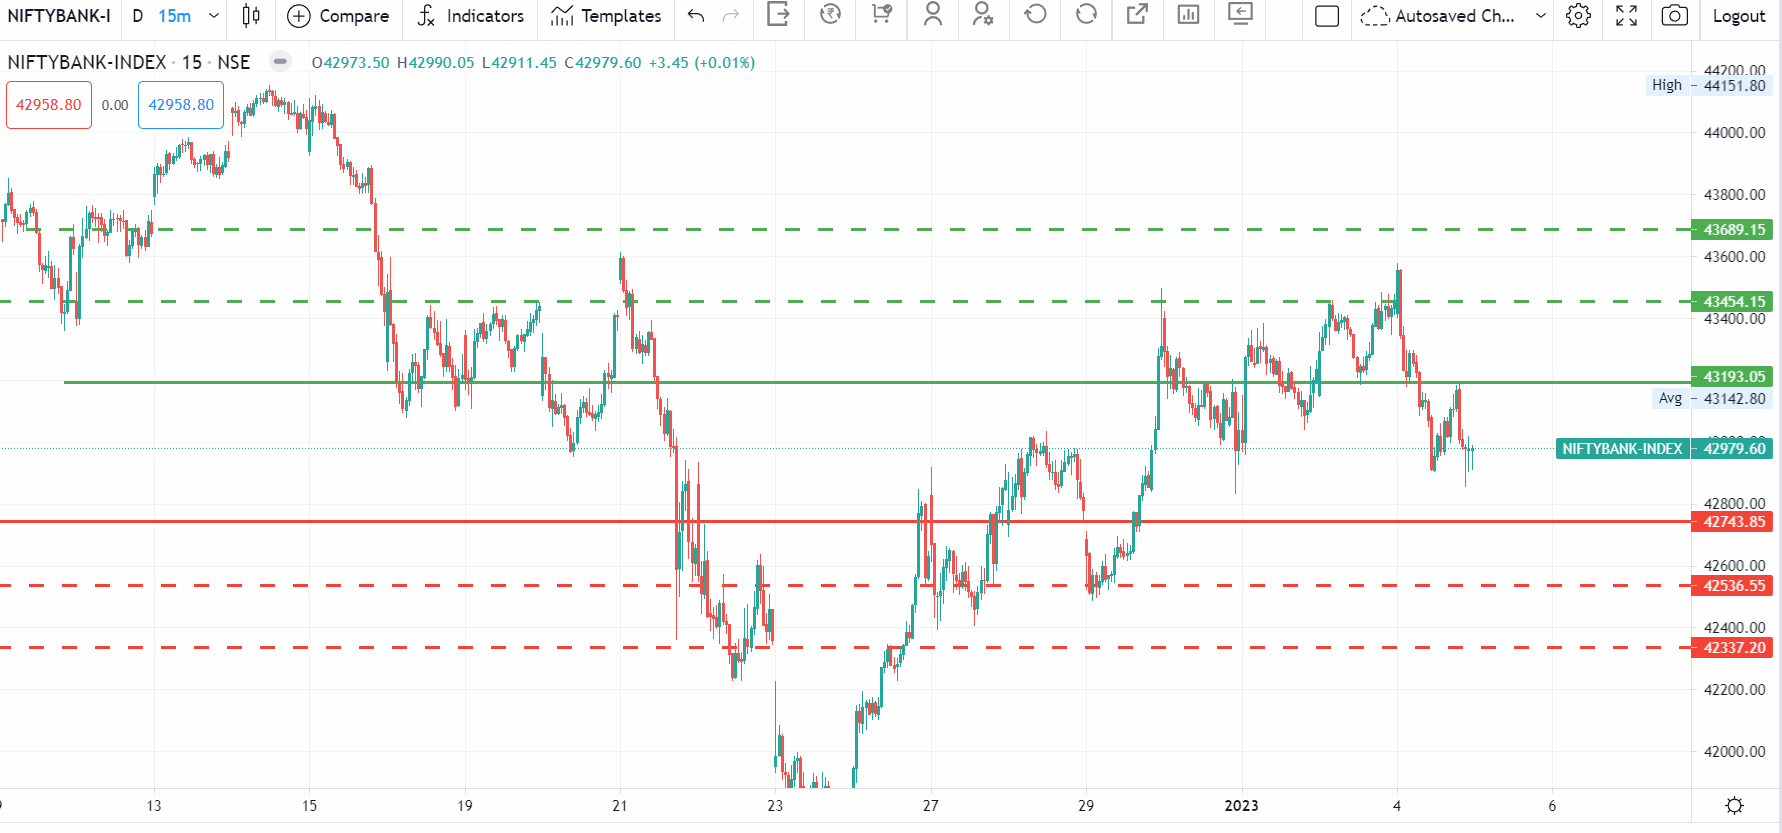 NIFTYBANK-I D 15m Compare Indicators Templates Autosaved Ch... Logout
NIFTYBANK-INDEX · 15 · NSE O42973.50 H42990.05 L42911.45 C42979.60 +3.45 (+0.01%)
42958.80 0.00 42958.80
44200.00
High 44151.80
44000.00
43800.00
43689.15
43600.00
43454.15
43400.00
43193.05
Avg 43142.80
NIFTYBANK-INDEX 42979.60
42800.00
42743.85
42600.00
42536.55
42400.00
42337.20
42200.00
42000.00
13 15 19 21 23 27 29 2023 4 6